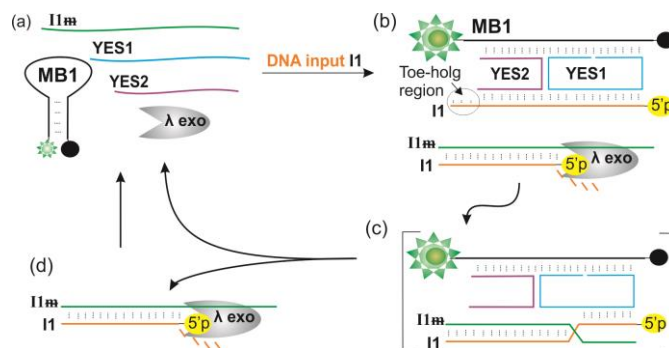 (a)
I1m
YES1
MB1
YES2
λ exo
DNA input I1
(b)
MB1
YES2 YES1
Toe-holg
region
I1
5'p
I1m
5'p λ exo
I1
(c)
I1m
5'p
I1
(d)
I1m
5'p λ exo
I1